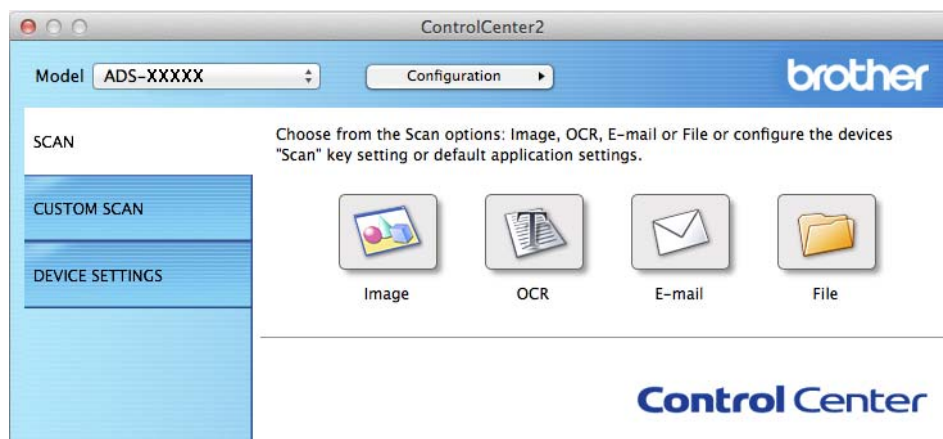 ControlCenter2
Model ADS-XXXXX Configuration
brother
SCAN
Choose from the Scan options: Image, OCR, E-mail or File or configure the devices
"Scan" key setting or default application settings.
CUSTOM SCAN
DEVICE SETTINGS
Image OCR E-mail File
Control Center